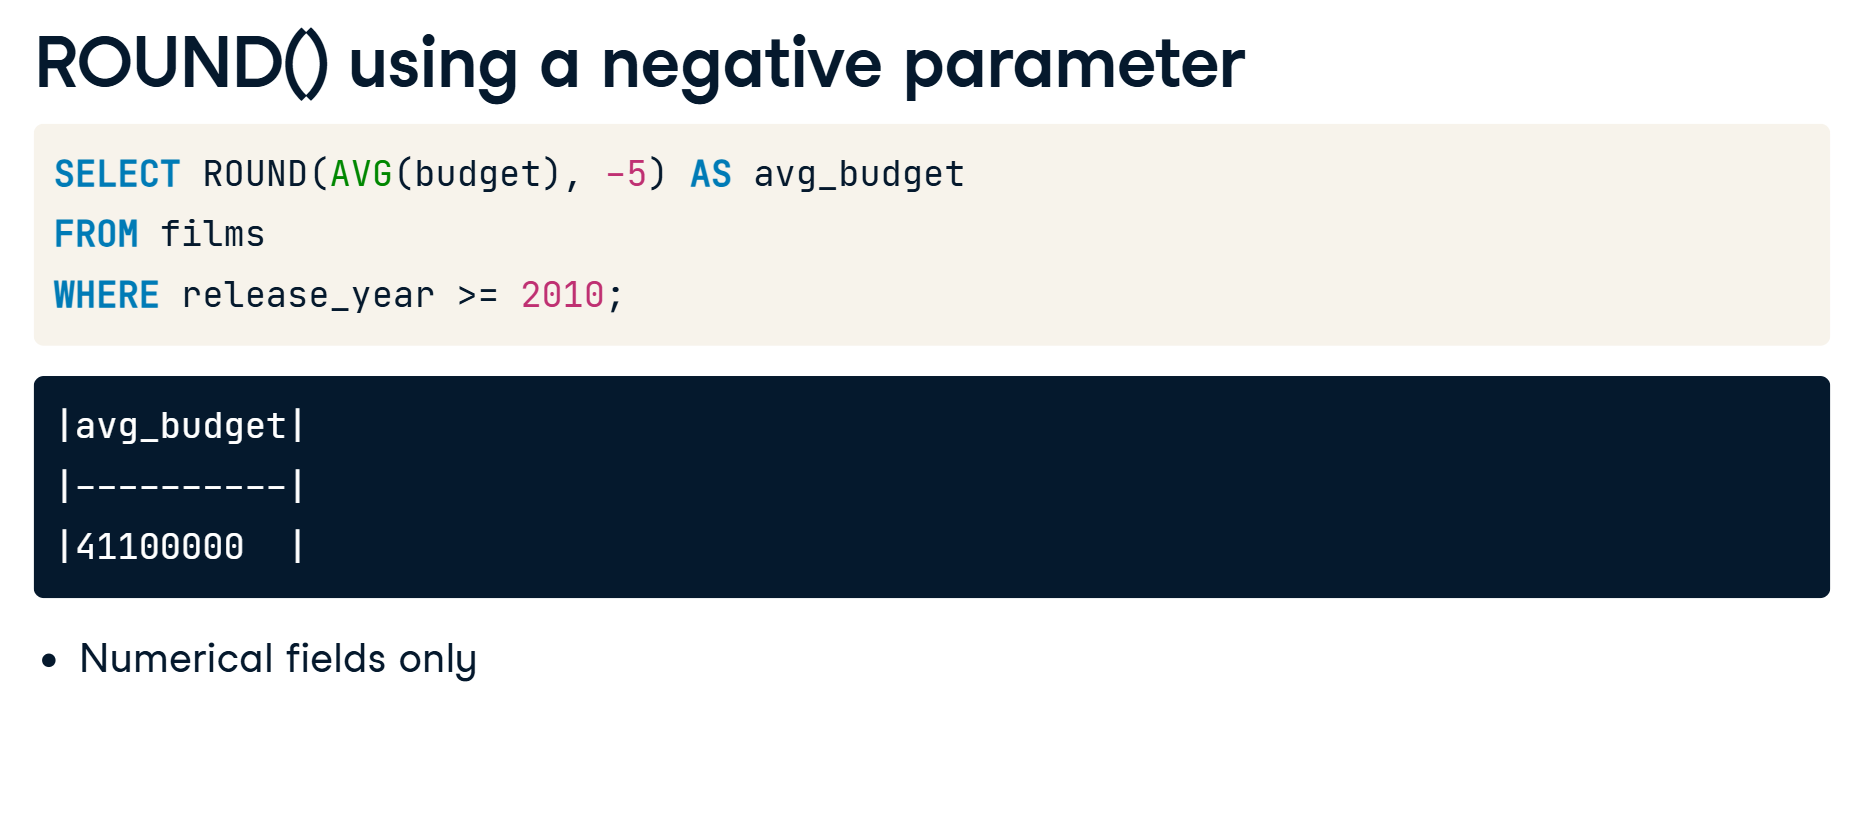 ROUND() using a negative parameter
SELECT ROUND(AVG(budget), -5) AS avg_budget
FROM films
WHERE release_year >= 2010;
|avg_budget|
|----------|
|41100000  |
• Numerical fields only